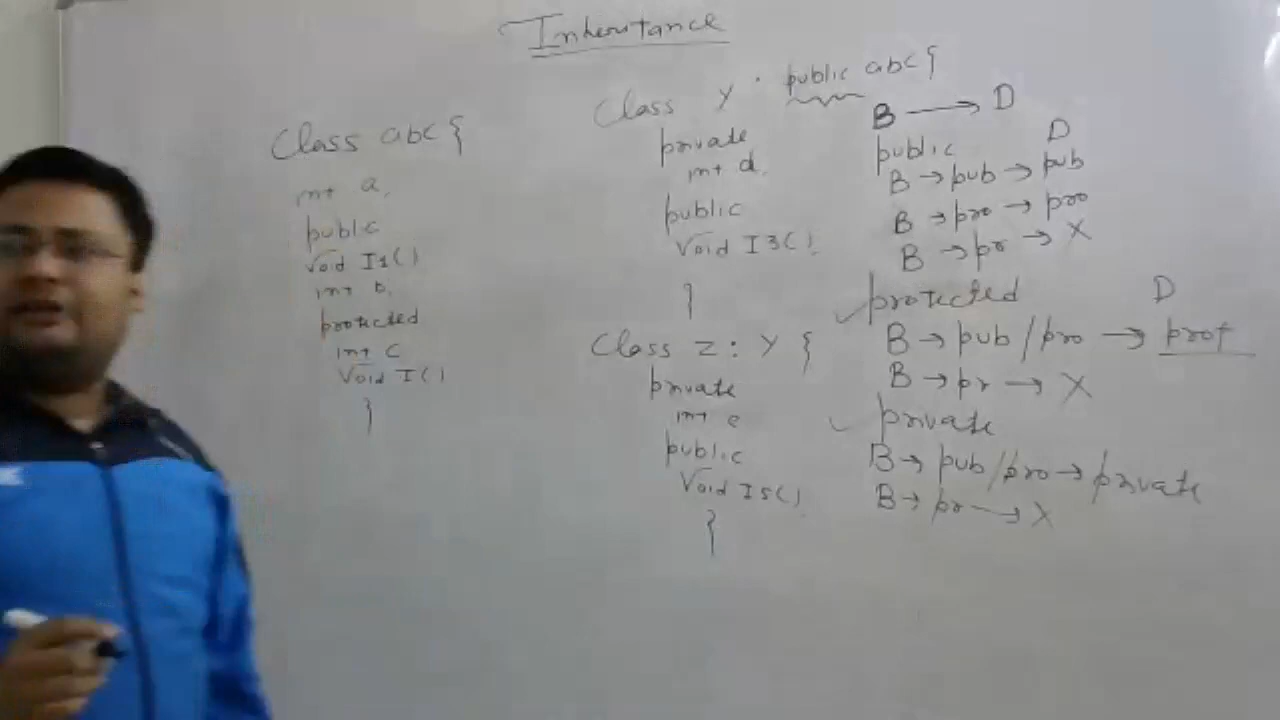 Inheritance
Class abc {
int a,
public
void I1( )
int b,
protected
int c
void I( )
}
Class Y : public abc {
private
int d,
public
void I3( ),
}
Class Z : Y {
private
int e
public
void I5( )
}
B → D
public D
B → pub → pub
B → pro → pro
B → pr → X
✓ protected D
B → pub / pro → prot
B → pr → X
✓ private
B → pub / pro → private
B → pr → X